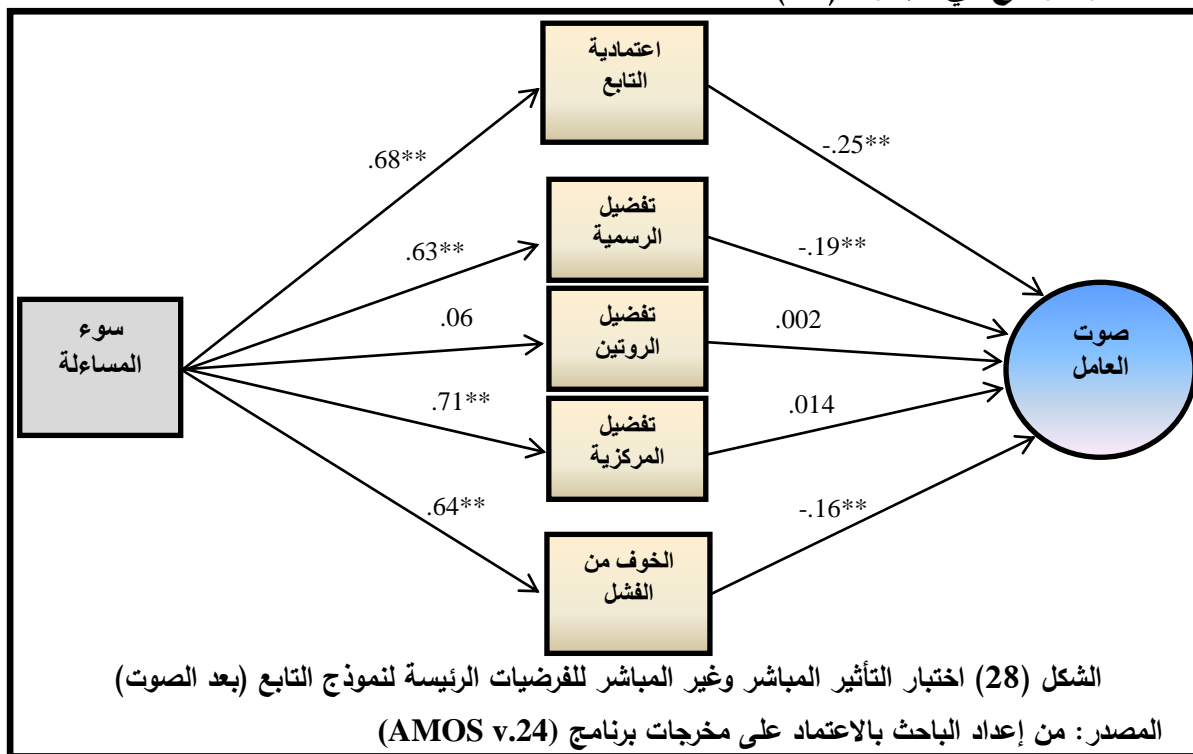 اعتمادية
التابع
.68**
-.25**
تفضيل
الرسمية
.63**
-.19**
سوء
المساءلة
.06
تفضيل
الروتين
.002
صوت
العامل
.71**
تفضيل
المركزية
.014
.64**
-.16**
الخوف من
الفشل
الشكل (28) اختبار التأثير المباشر وغير المباشر للفرضيات الرئيسة لنموذج التابع (بعد الصوت)
المصدر: من إعداد الباحث بالاعتماد على مخرجات برنامج (AMOS v.24)